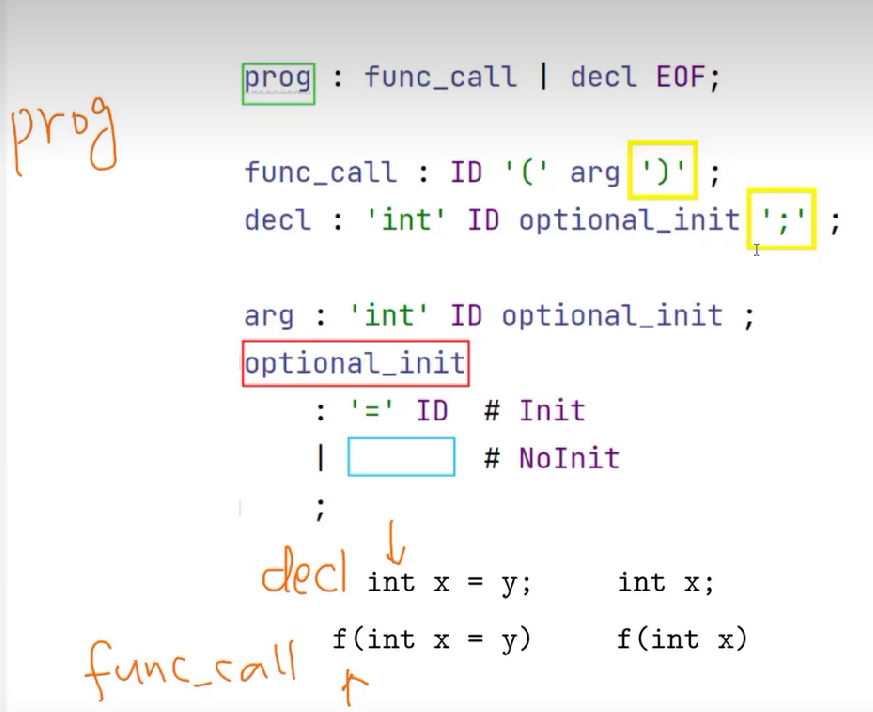 prog : func_call | decl EOF;
prog
func_call : ID '(' arg ')' ;
decl : 'int' ID optional_init ';' ;
arg : 'int' ID optional_init ;
optional_init
: '=' ID # Init
| # NoInit
;
decl int x = y; int x;
func_call f(int x = y) f(int x)